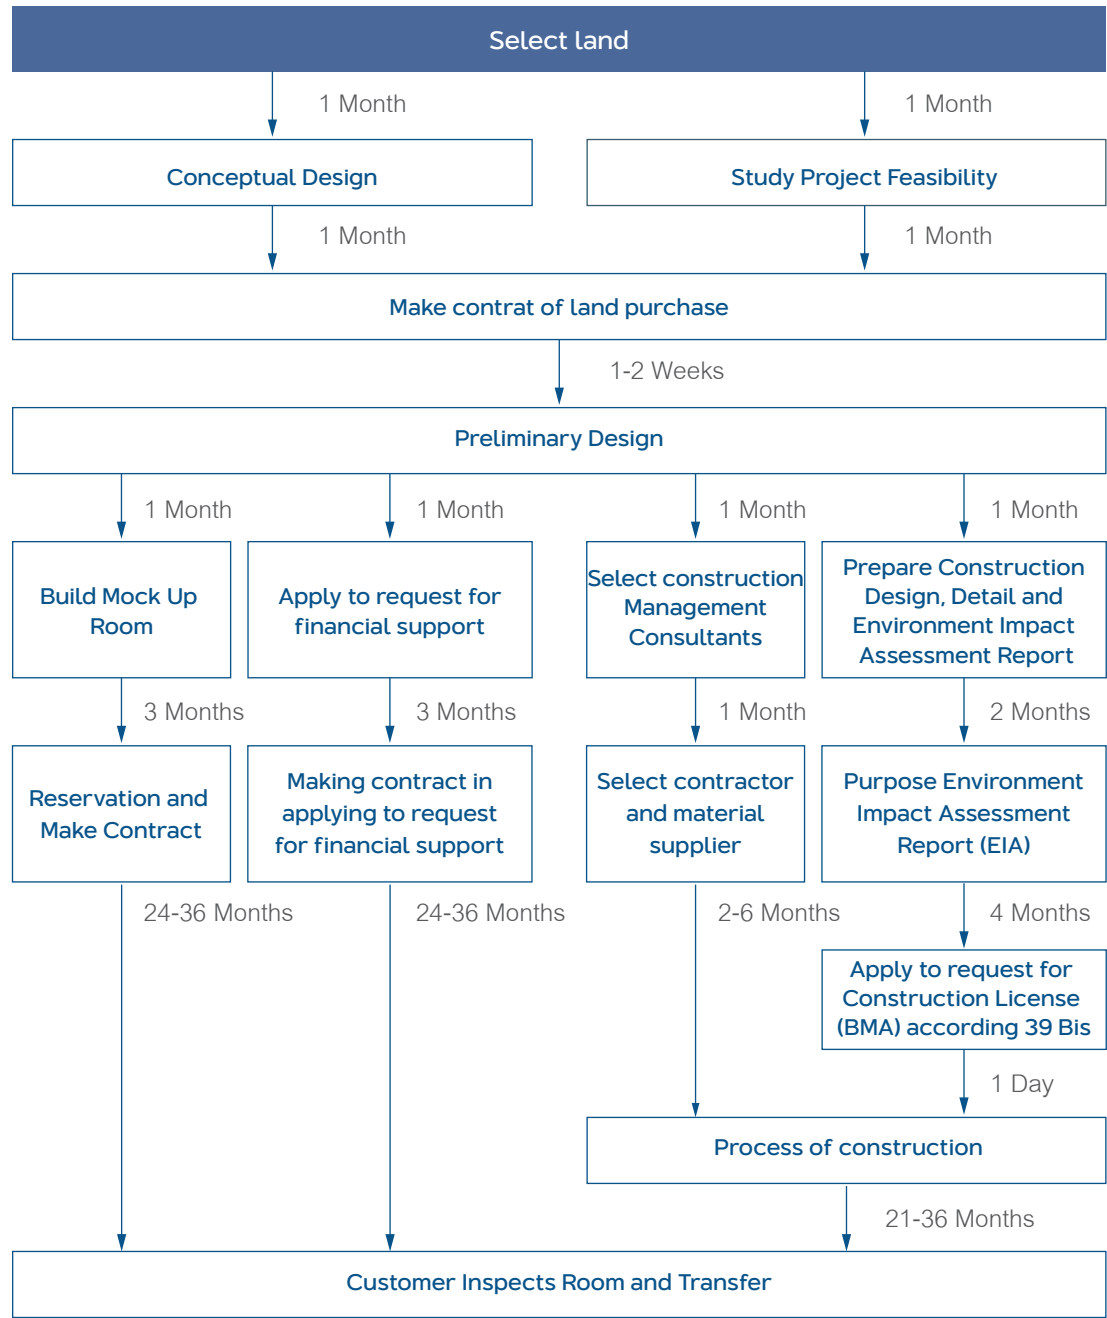 Select land
1 Month
1 Month
Conceptual Design
Study Project Feasibility
1 Month
1 Month
Make contrat of land purchase
1-2 Weeks
Preliminary Design
1 Month
1 Month
1 Month
1 Month
Build Mock Up
Room
Apply to request for
financial support
Select construction
Management
Consultants
Prepare Construction
Design, Detail and
Environment Impact
Assessment Report
3 Months
3 Months
1 Month
2 Months
Reservation and
Make Contract
Making contract in
applying to request
for financial support
Select contractor
and material
supplier
Purpose Environment
Impact Assessment
Report (EIA)
24-36 Months
24-36 Months
2-6 Months
4 Months
Apply to request for
Construction License
(BMA) according 39 Bis
1 Day
Process of construction
21-36 Months
Customer Inspects Room and Transfer